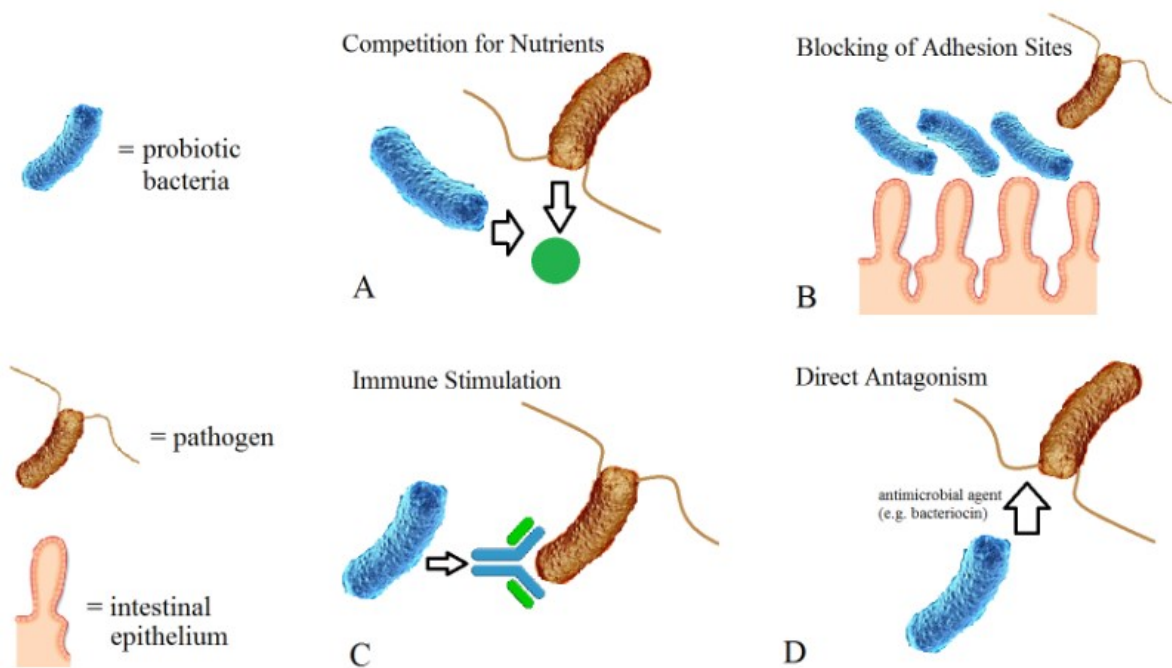 Competition for Nutrients
Blocking of Adhesion Sites
= probiotic
bacteria
A
B
Immune Stimulation
Direct Antagonism
= pathogen
antimicrobial agent
(e.g. bacteriocin)
= intestinal
epithelium
C
D